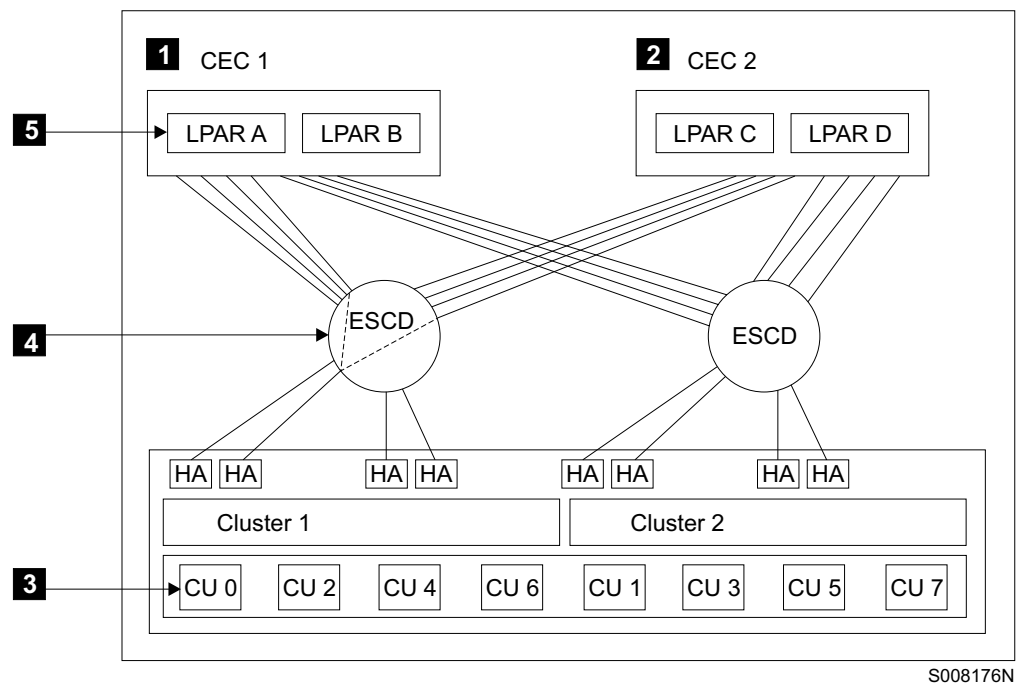 1 CEC 1
2 CEC 2
5
LPAR A LPAR B LPAR C LPAR D
4
ESCD ESCD
HA HA HA HA HA HA HA HA
Cluster 1 Cluster 2
3
CU 0 CU 2 CU 4 CU 6 CU 1 CU 3 CU 5 CU 7
S008176N